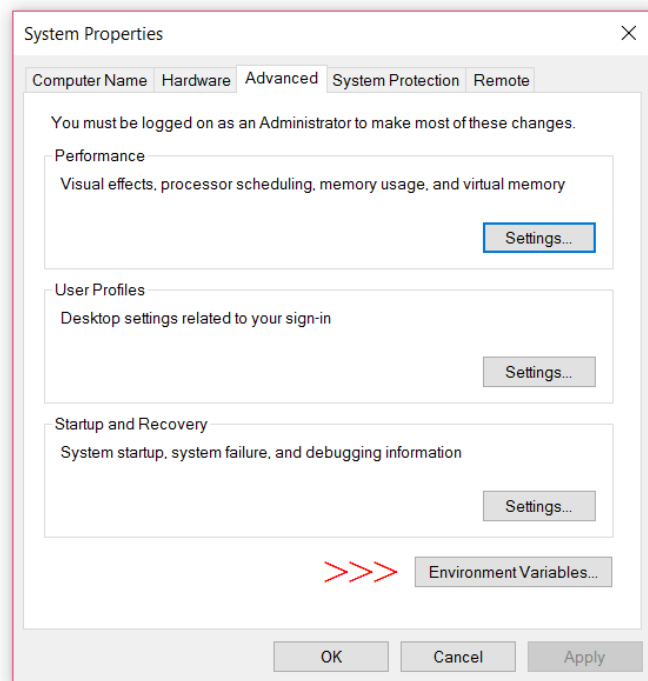 System Properties
Computer Name Hardware Advanced System Protection Remote
You must be logged on as an Administrator to make most of these changes.
Performance
Visual effects, processor scheduling, memory usage, and virtual memory
Settings...
User Profiles
Desktop settings related to your sign-in
Settings...
Startup and Recovery
System startup, system failure, and debugging information
Settings...
>>> Environment Variables...
OK Cancel Apply